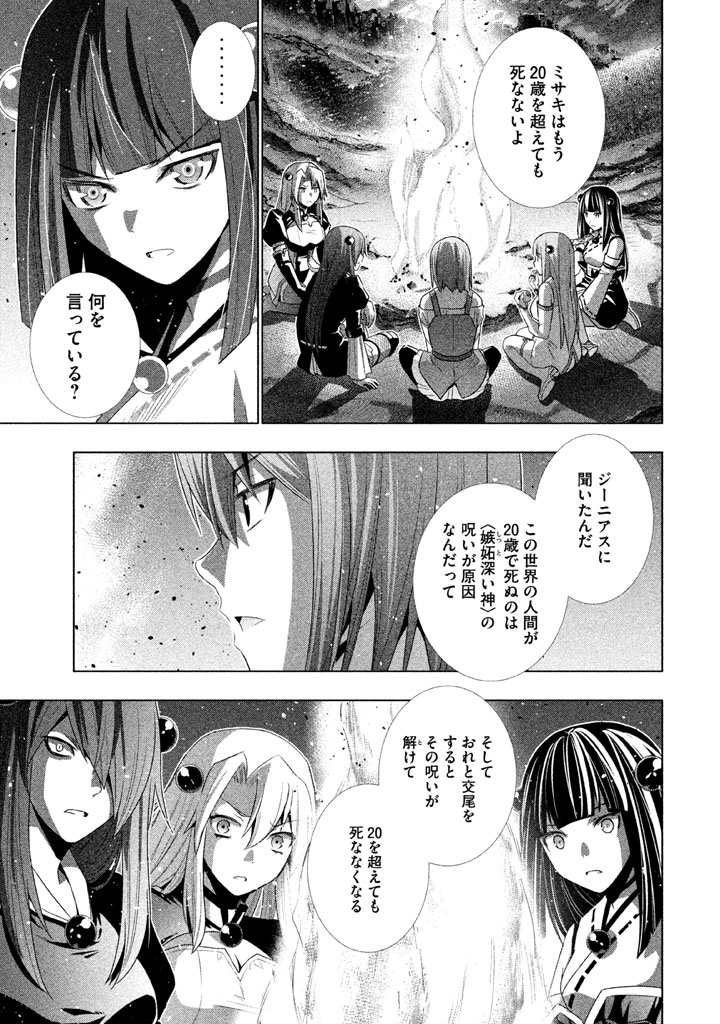 ミサキはもう
20歳を超えても
死なないよ
・・・・・・・
何を
言っている?
ジーニアスに
聞いたんだ
この世界の人間が
20歳で死ぬのは
〈嫉妬深い神〉の
しっと
呪いが原因
なんだって
そして
おれと交尾を
すると
その呪いが
解けて
と
20を超えても
死ななくなる